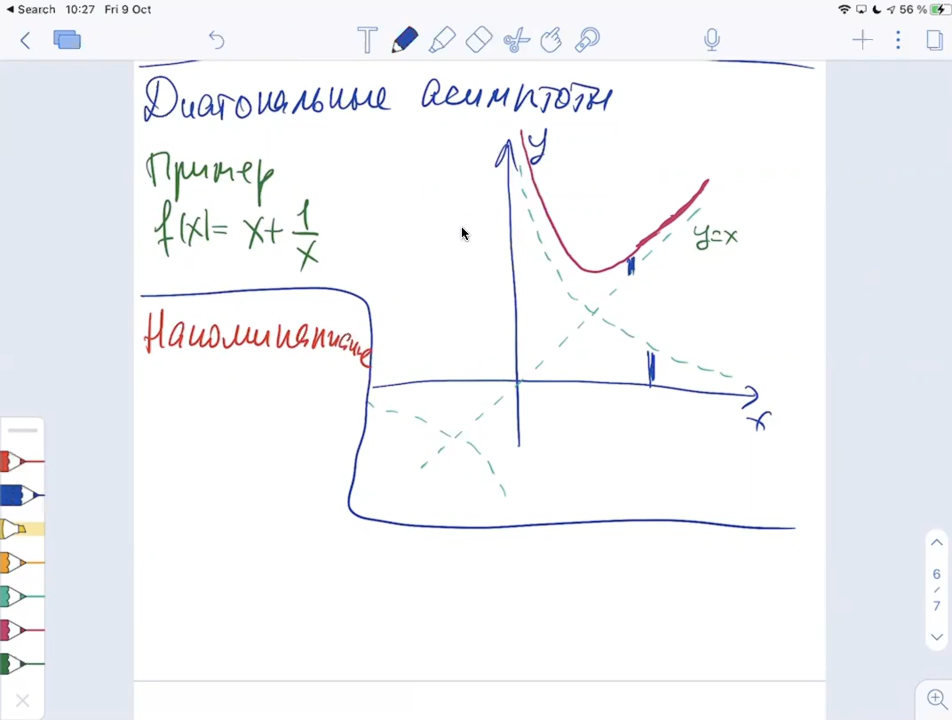 Search 10:27 Fri 9 Oct 56 %
T
Диагональные асимптоты
Пример
f(x)= x+ 1/x
y
y=x
Напоминание
x
6
/
7